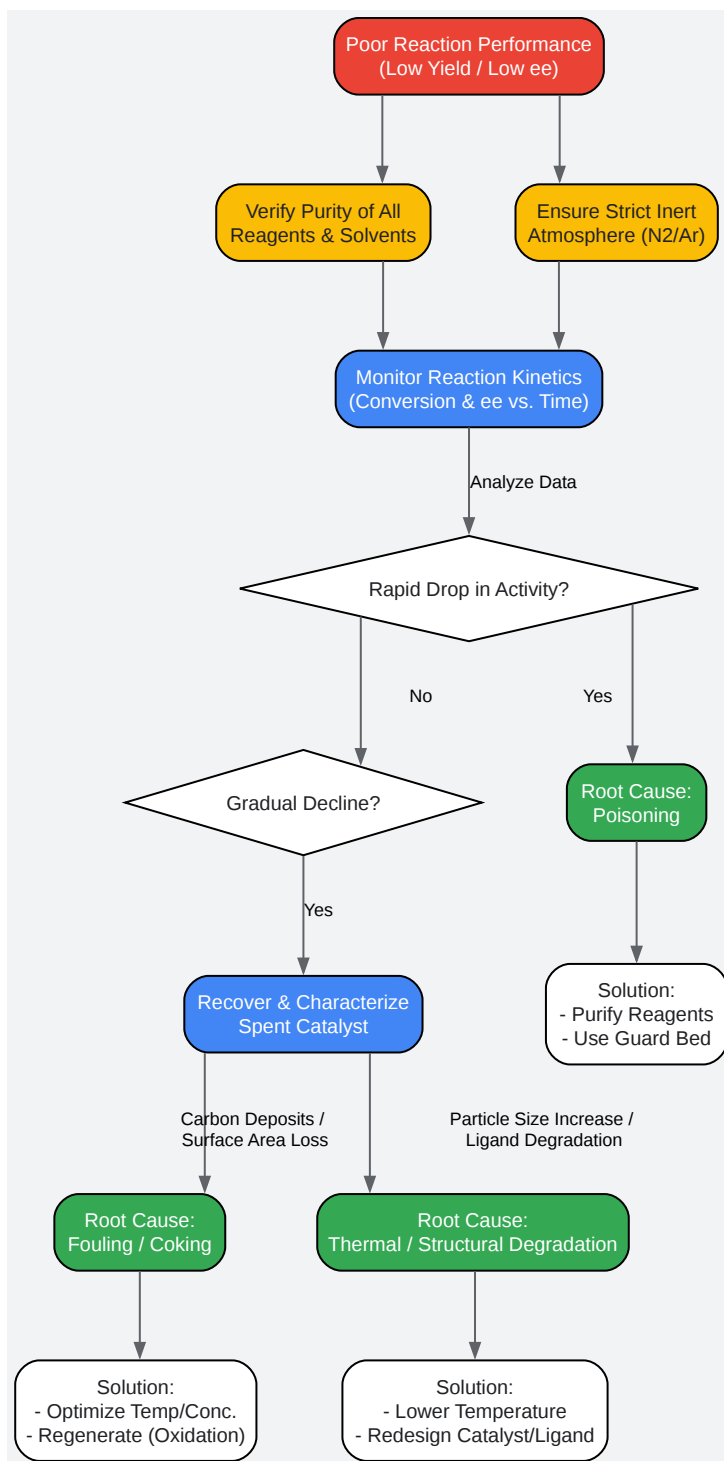 Poor Reaction Performance
(Low Yield / Low ee)
Verify Purity of All
Reagents & Solvents
Ensure Strict Inert
Atmosphere (N2/Ar)
Monitor Reaction Kinetics
(Conversion & ee vs. Time)
Analyze Data
Rapid Drop in Activity?
No
Yes
Gradual Decline?
Root Cause:
Poisoning
Yes
Recover & Characterize
Spent Catalyst
Solution:
- Purify Reagents
- Use Guard Bed
Carbon Deposits /
Surface Area Loss
Particle Size Increase /
Ligand Degradation
Root Cause:
Fouling / Coking
Root Cause:
Thermal / Structural Degradation
Solution:
- Optimize Temp/Conc.
- Regenerate (Oxidation)
Solution:
- Lower Temperature
- Redesign Catalyst/Ligand